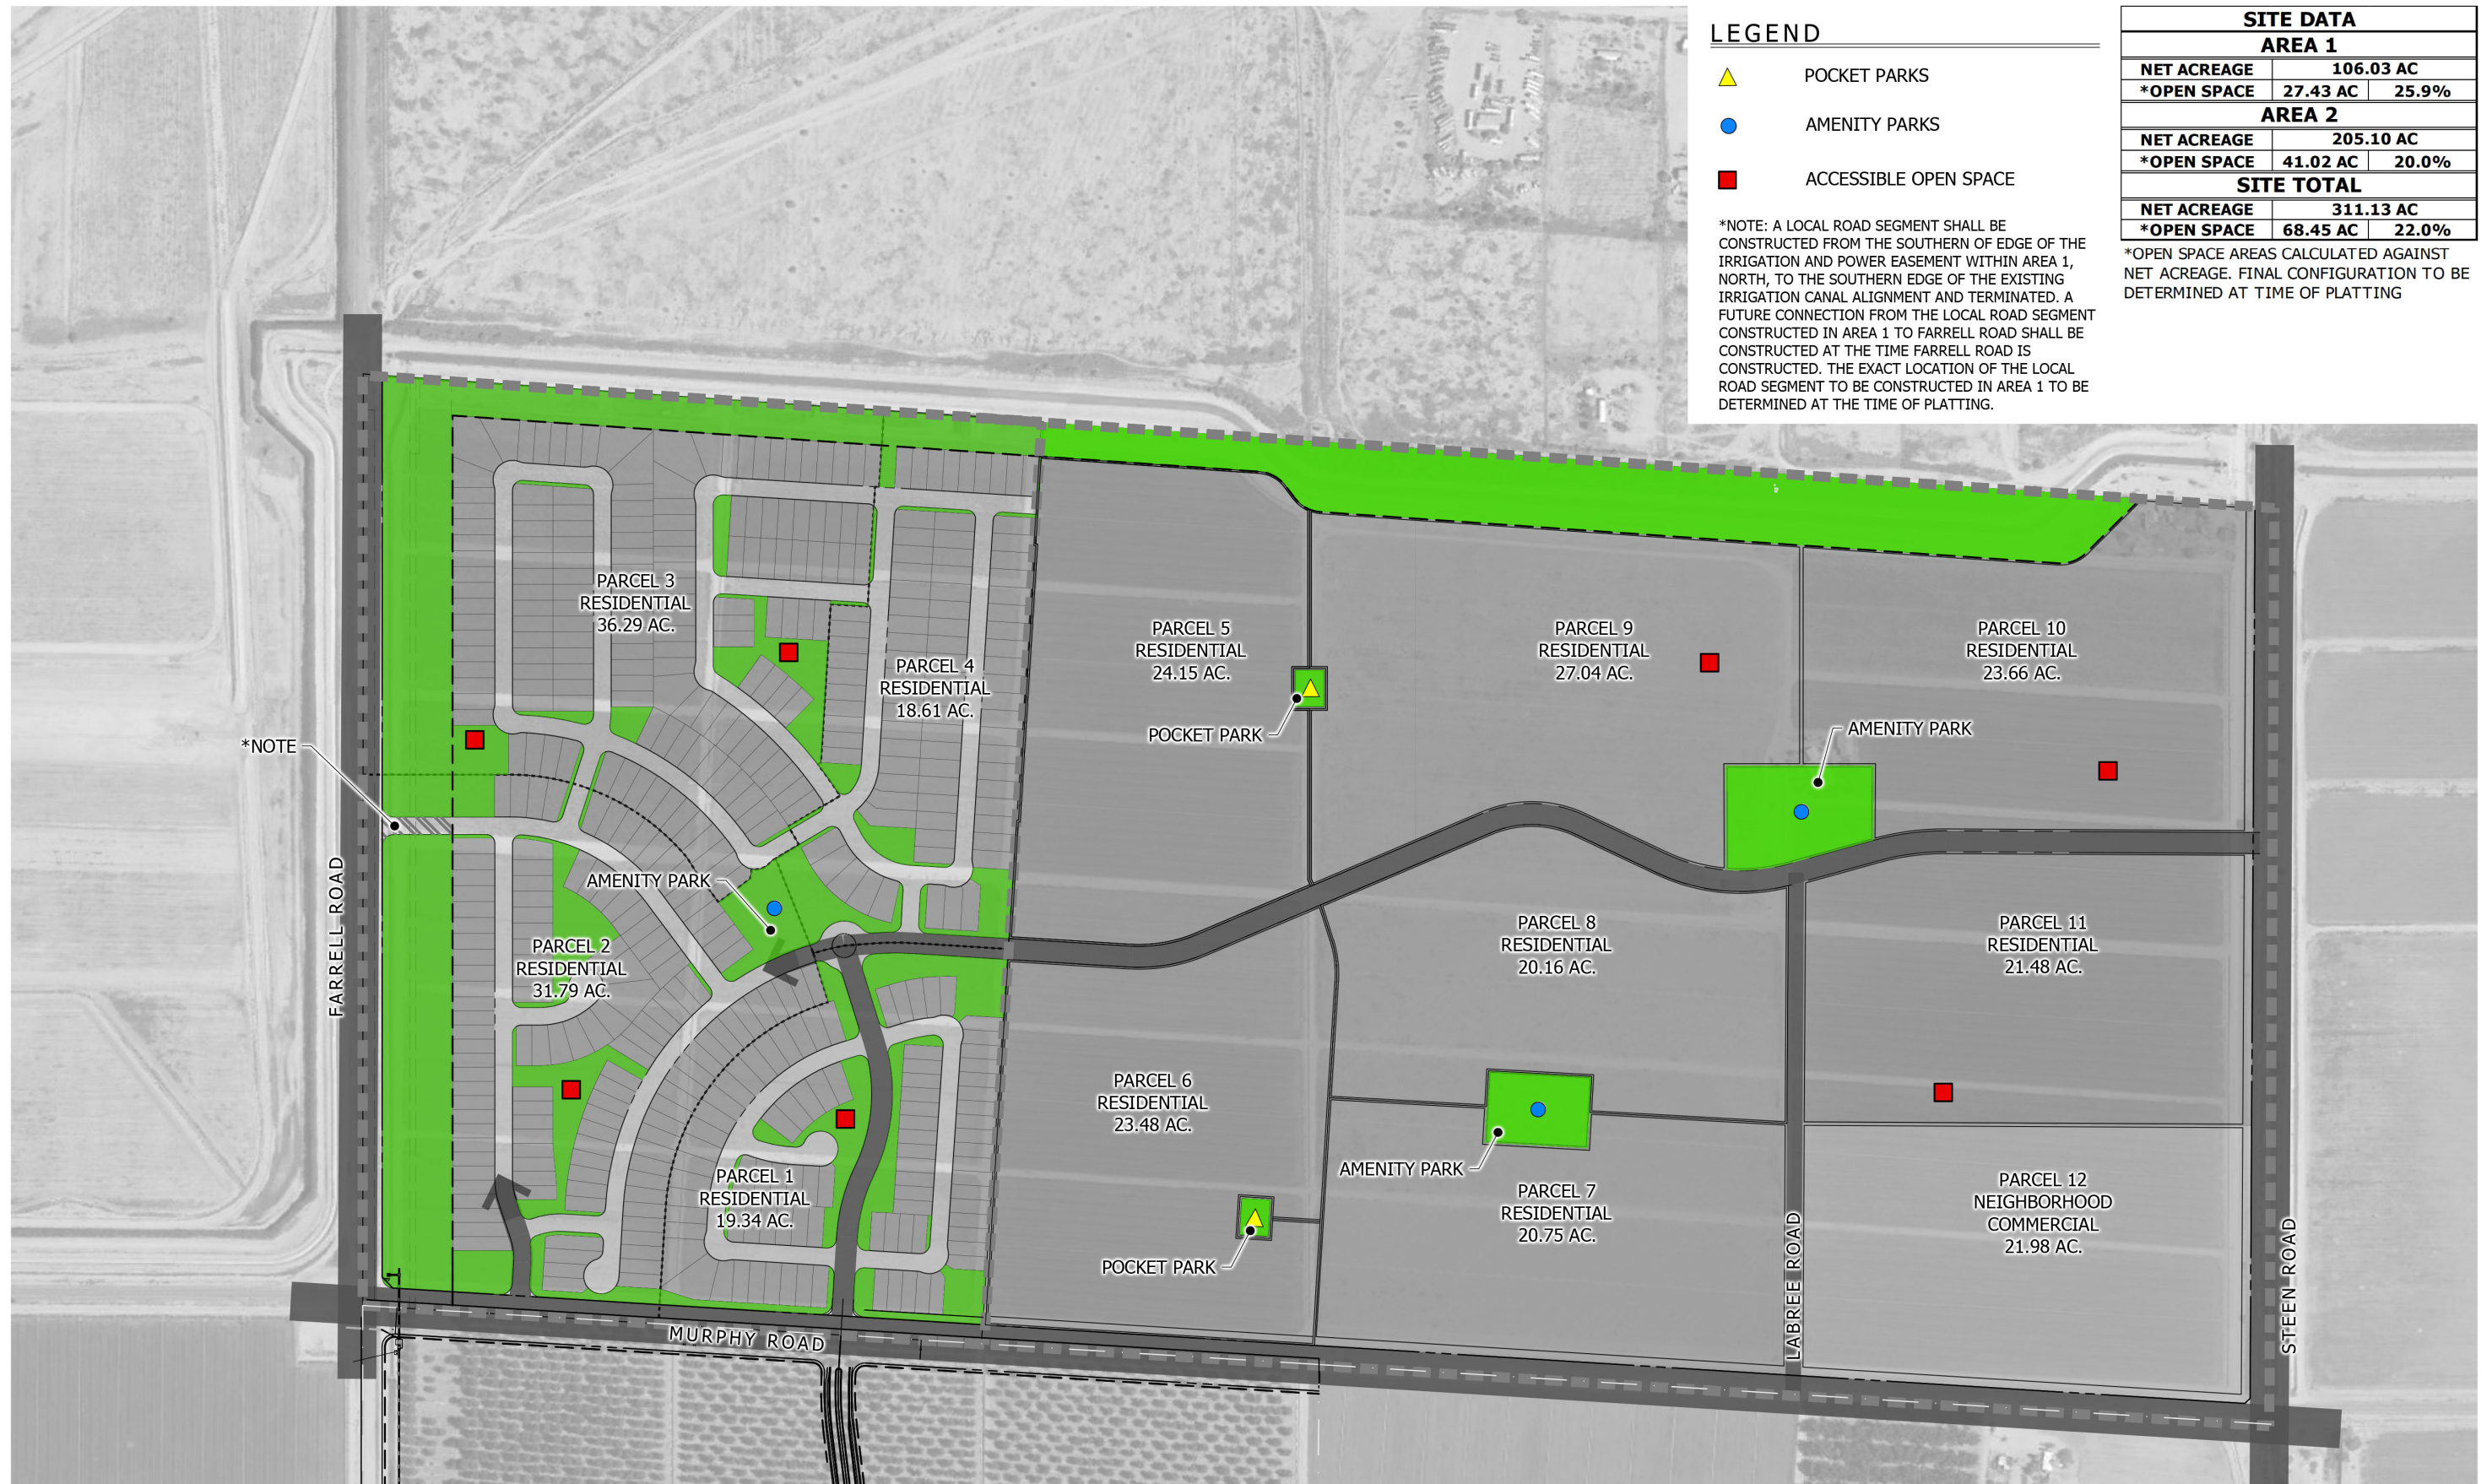 LEGEND
POCKET PARKS
AMENITY PARKS
ACCESSIBLE OPEN SPACE
*NOTE: A LOCAL ROAD SEGMENT SHALL BE
CONSTRUCTED FROM THE SOUTHERN OF EDGE OF THE
IRRIGATION AND POWER EASEMENT WITHIN AREA 1,
NORTH, TO THE SOUTHERN EDGE OF THE EXISTING
IRRIGATION CANAL ALIGNMENT AND TERMINATED. A
FUTURE CONNECTION FROM THE LOCAL ROAD SEGMENT
CONSTRUCTED IN AREA 1 TO FARRELL ROAD SHALL BE
CONSTRUCTED AT THE TIME FARRELL ROAD IS
CONSTRUCTED. THE EXACT LOCATION OF THE LOCAL
ROAD SEGMENT TO BE CONSTRUCTED IN AREA 1 TO BE
DETERMINED AT THE TIME OF PLATTING.
SITE DATA
AREA 1
NET ACREAGE 106.03 AC
*OPEN SPACE 27.43 AC 25.9%
AREA 2
NET ACREAGE 205.10 AC
*OPEN SPACE 41.02 AC 20.0%
SITE TOTAL
NET ACREAGE 311.13 AC
*OPEN SPACE 68.45 AC 22.0%
*OPEN SPACE AREAS CALCULATED AGAINST
NET ACREAGE. FINAL CONFIGURATION TO BE
DETERMINED AT TIME OF PLATTING
PARCEL 3
RESIDENTIAL
36.29 AC.
PARCEL 4
RESIDENTIAL
18.61 AC.
PARCEL 5
RESIDENTIAL
24.15 AC.
POCKET PARK
PARCEL 9
RESIDENTIAL
27.04 AC.
PARCEL 10
RESIDENTIAL
23.66 AC.
AMENITY PARK
*NOTE
FARRELL ROAD
AMENITY PARK
PARCEL 2
RESIDENTIAL
31.79 AC.
PARCEL 8
RESIDENTIAL
20.16 AC.
PARCEL 11
RESIDENTIAL
21.48 AC.
PARCEL 6
RESIDENTIAL
23.48 AC.
AMENITY PARK
PARCEL 1
RESIDENTIAL
19.34 AC.
POCKET PARK
PARCEL 7
RESIDENTIAL
20.75 AC.
PARCEL 12
NEIGHBORHOOD
COMMERCIAL
21.98 AC.
LABREE ROAD
STEEN ROAD
MURPHY ROAD